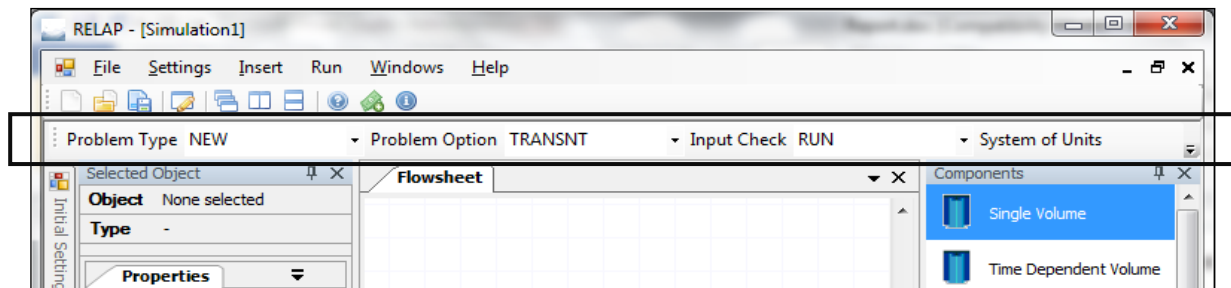 RELAP - [Simulation1]
File Settings Insert Run Windows Help
Problem Type NEW Problem Option TRANSNT Input Check RUN System of Units
Selected Object Flowsheet Components
Object None selected
Type -
Properties
Initial Setting
Single Volume
Time Dependent Volume